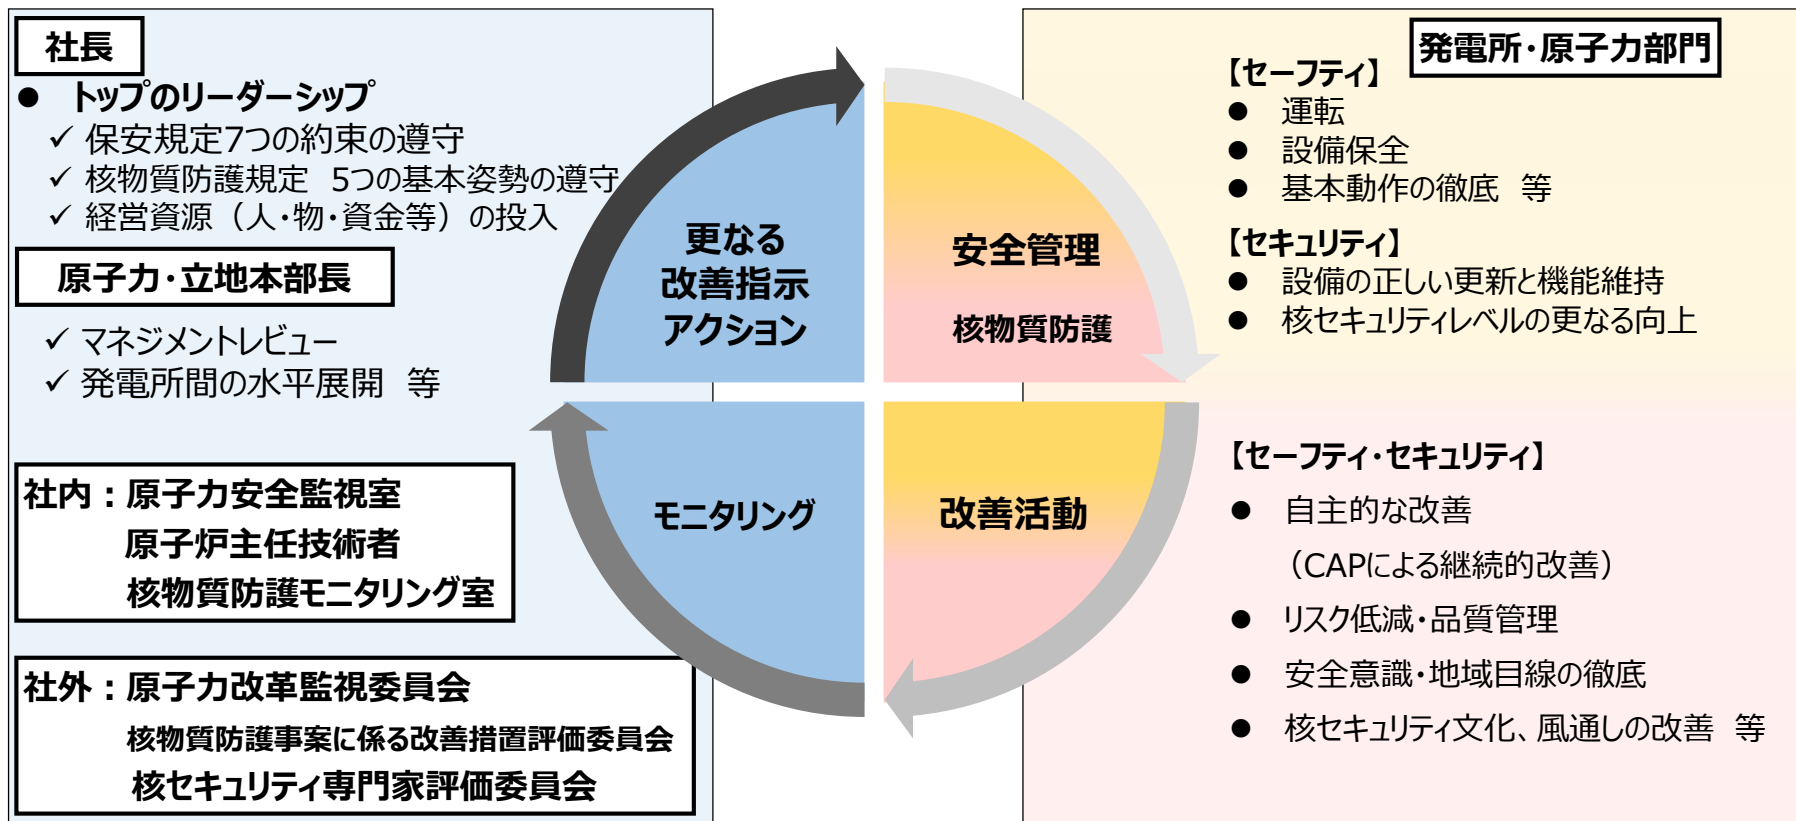 社長
● トップのリーダーシップ
✓ 保安規定7つの約束の遵守
✓ 核物質防護規定 5つの基本姿勢の遵守
✓ 経営資源（人・物・資金等）の投入
原子力・立地本部長
✓ マネジメントレビュー
✓ 発電所間の水平展開 等
社内：原子力安全監視室
原子炉主任技術者
核物質防護モニタリング室
社外：原子力改革監視委員会
核物質防護事案に係る改善措置評価委員会
核セキュリティ専門家評価委員会
更なる
改善指示
アクション
安全管理
核物質防護
モニタリング
改善活動
発電所・原子力部門
【セーフティ】
● 運転
● 設備保全
● 基本動作の徹底 等
【セキュリティ】
● 設備の正しい更新と機能維持
● 核セキュリティレベルの更なる向上
【セーフティ・セキュリティ】
● 自主的な改善
（CAPによる継続的改善）
● リスク低減・品質管理
● 安全意識・地域目線の徹底
● 核セキュリティ文化、風通しの改善 等